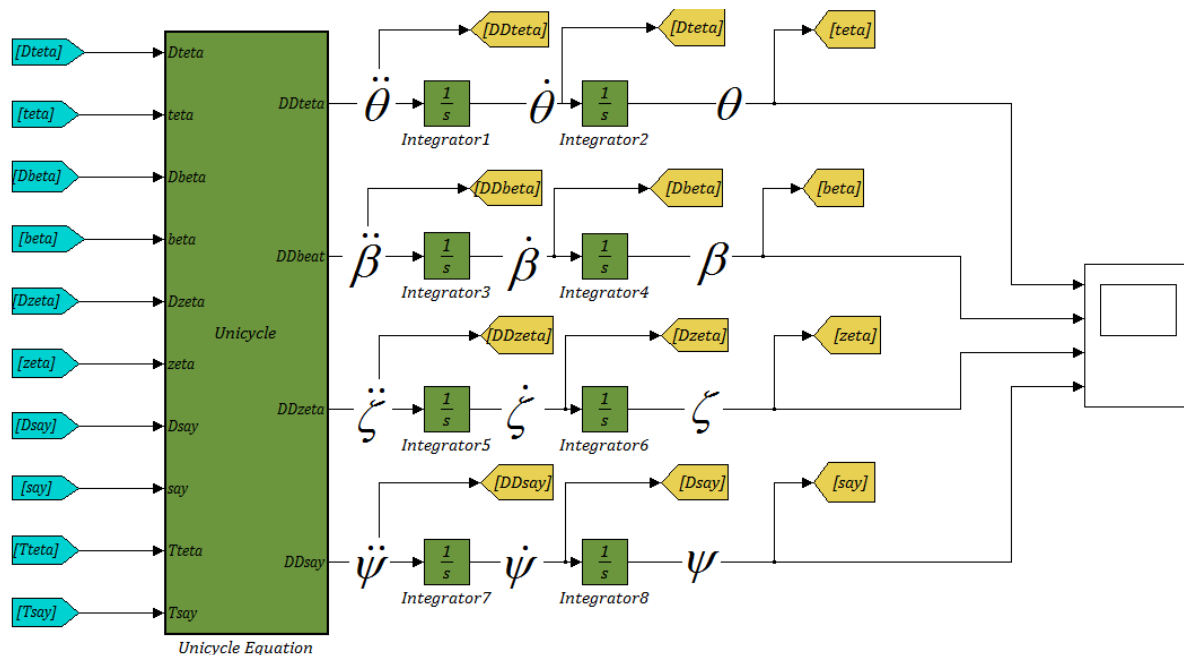 [DDteta]
[Dteta]
[teta]
[Dteta]
Dteta
DDteta
θ̈
1
s
θ̇
1
s
θ
Integrator1
Integrator2
[teta]
teta
[Dbeta]
Dbeta
[DDbeta]
[Dbeta]
[beta]
[beta]
beta
DDbeat
β̈
1
s
β̇
1
s
β
Integrator3
Integrator4
[Dzeta]
Dzeta
Unicycle
[DDzeta]
[Dzeta]
[zeta]
[zeta]
zeta
DDzeta
ζ̈
1
s
ζ̇
1
s
ζ
Integrator5
Integrator6
[Dsay]
Dsay
[say]
say
[DDsay]
[Dsay]
[say]
[Tteta]
Tteta
DDsay
ψ̈
1
s
ψ̇
1
s
ψ
Integrator7
Integrator8
[Tsay]
Tsay
Unicycle Equation